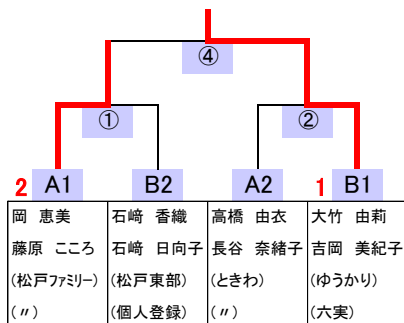 ④
① ②
2 A1 B2 A2 1 B1
岡 恵美 石﨑 香織 高橋 由衣 大竹 由莉
藤原 こころ 石﨑 日向子 長谷 奈緒子 吉岡 美紀子
(松戸ファミリー) (松戸東部) (ときわ) (ゆうかり)
(〃) (個人登録) (〃) (六実)